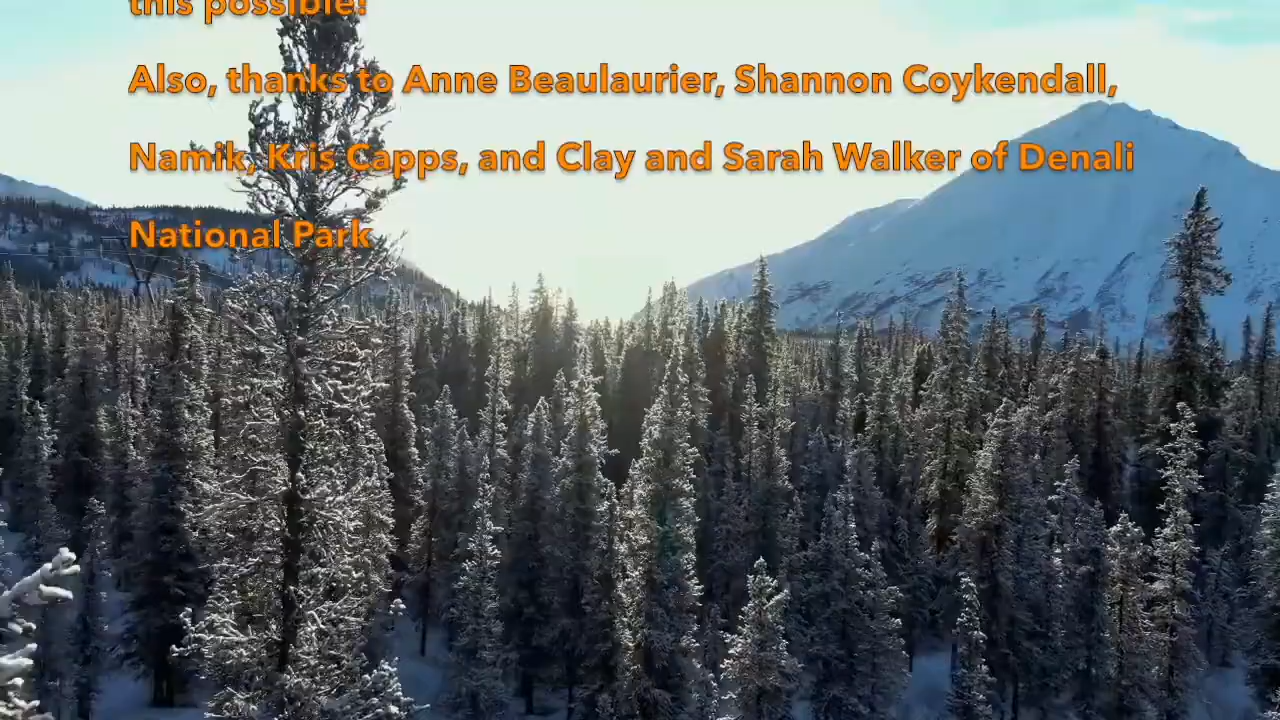 this possible!
Also, thanks to Anne Beaulaurier, Shannon Coykendall,
Namik, Kris Capps, and Clay and Sarah Walker of Denali
National Park